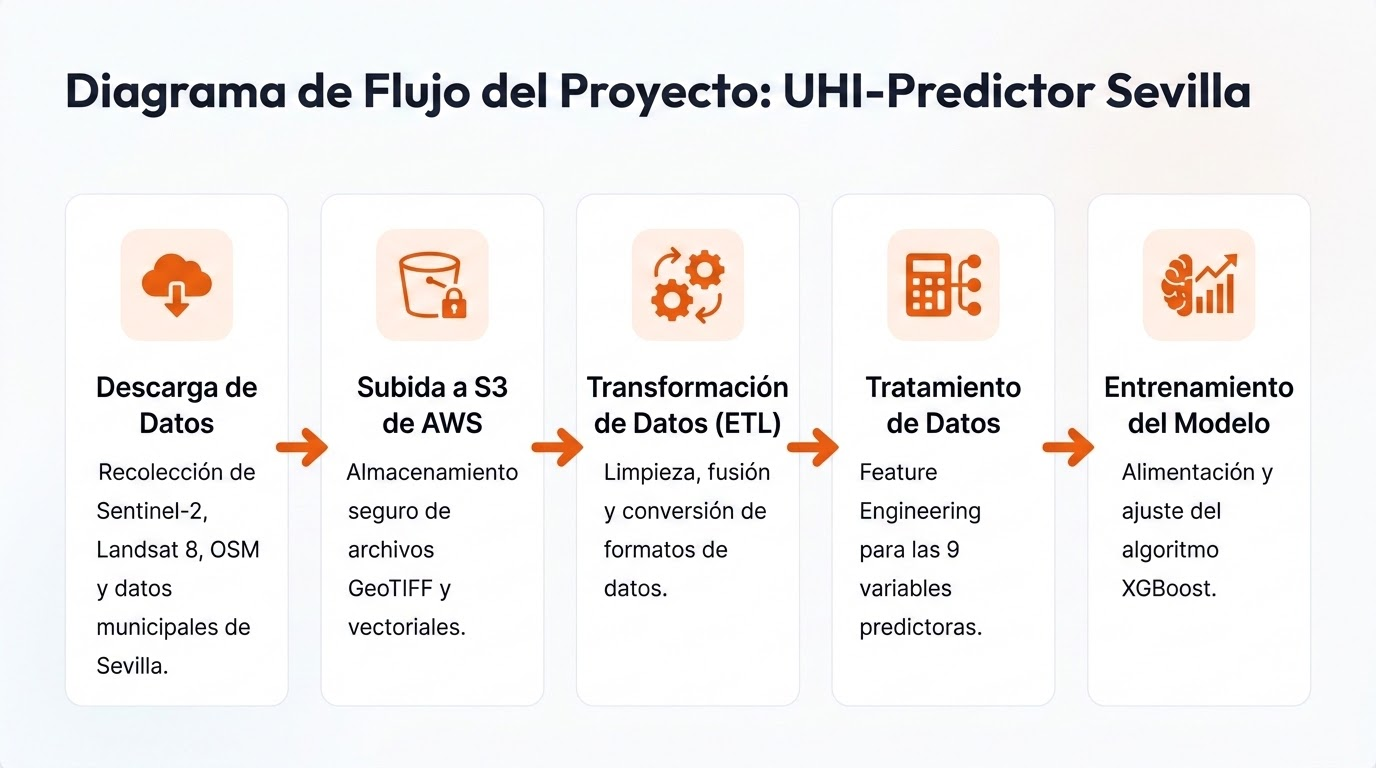 Diagrama de Flujo del Proyecto: UHI-Predictor Sevilla
Descarga de
Datos
Recolección de
Sentinel-2,
Landsat 8, OSM
y datos
municipales de
Sevilla.
Subida a S3
de AWS
Almacenamiento
seguro de
archivos
GeoTIFF y
vectoriales.
Transformación
de Datos (ETL)
Limpieza, fusión
y conversión de
formatos de
datos.
Tratamiento
de Datos
Feature
Engineering
para las 9
variables
predictoras.
Entrenamiento
del Modelo
Alimentación y
ajuste del
algoritmo
XGBoost.